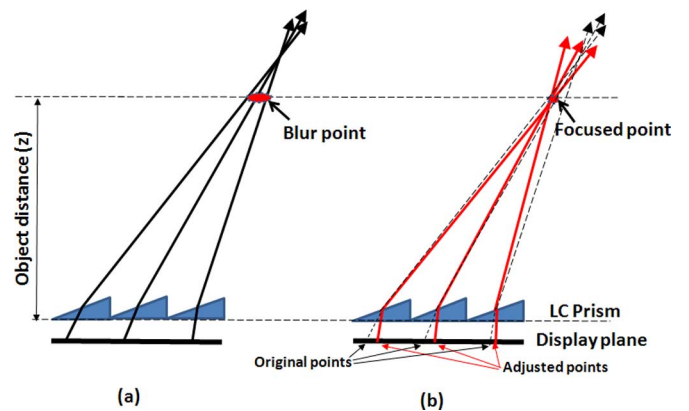 Object distance (z)
Blur point
Focused point
LC Prism
Display plane
Original points
Adjusted points
(a)
(b)